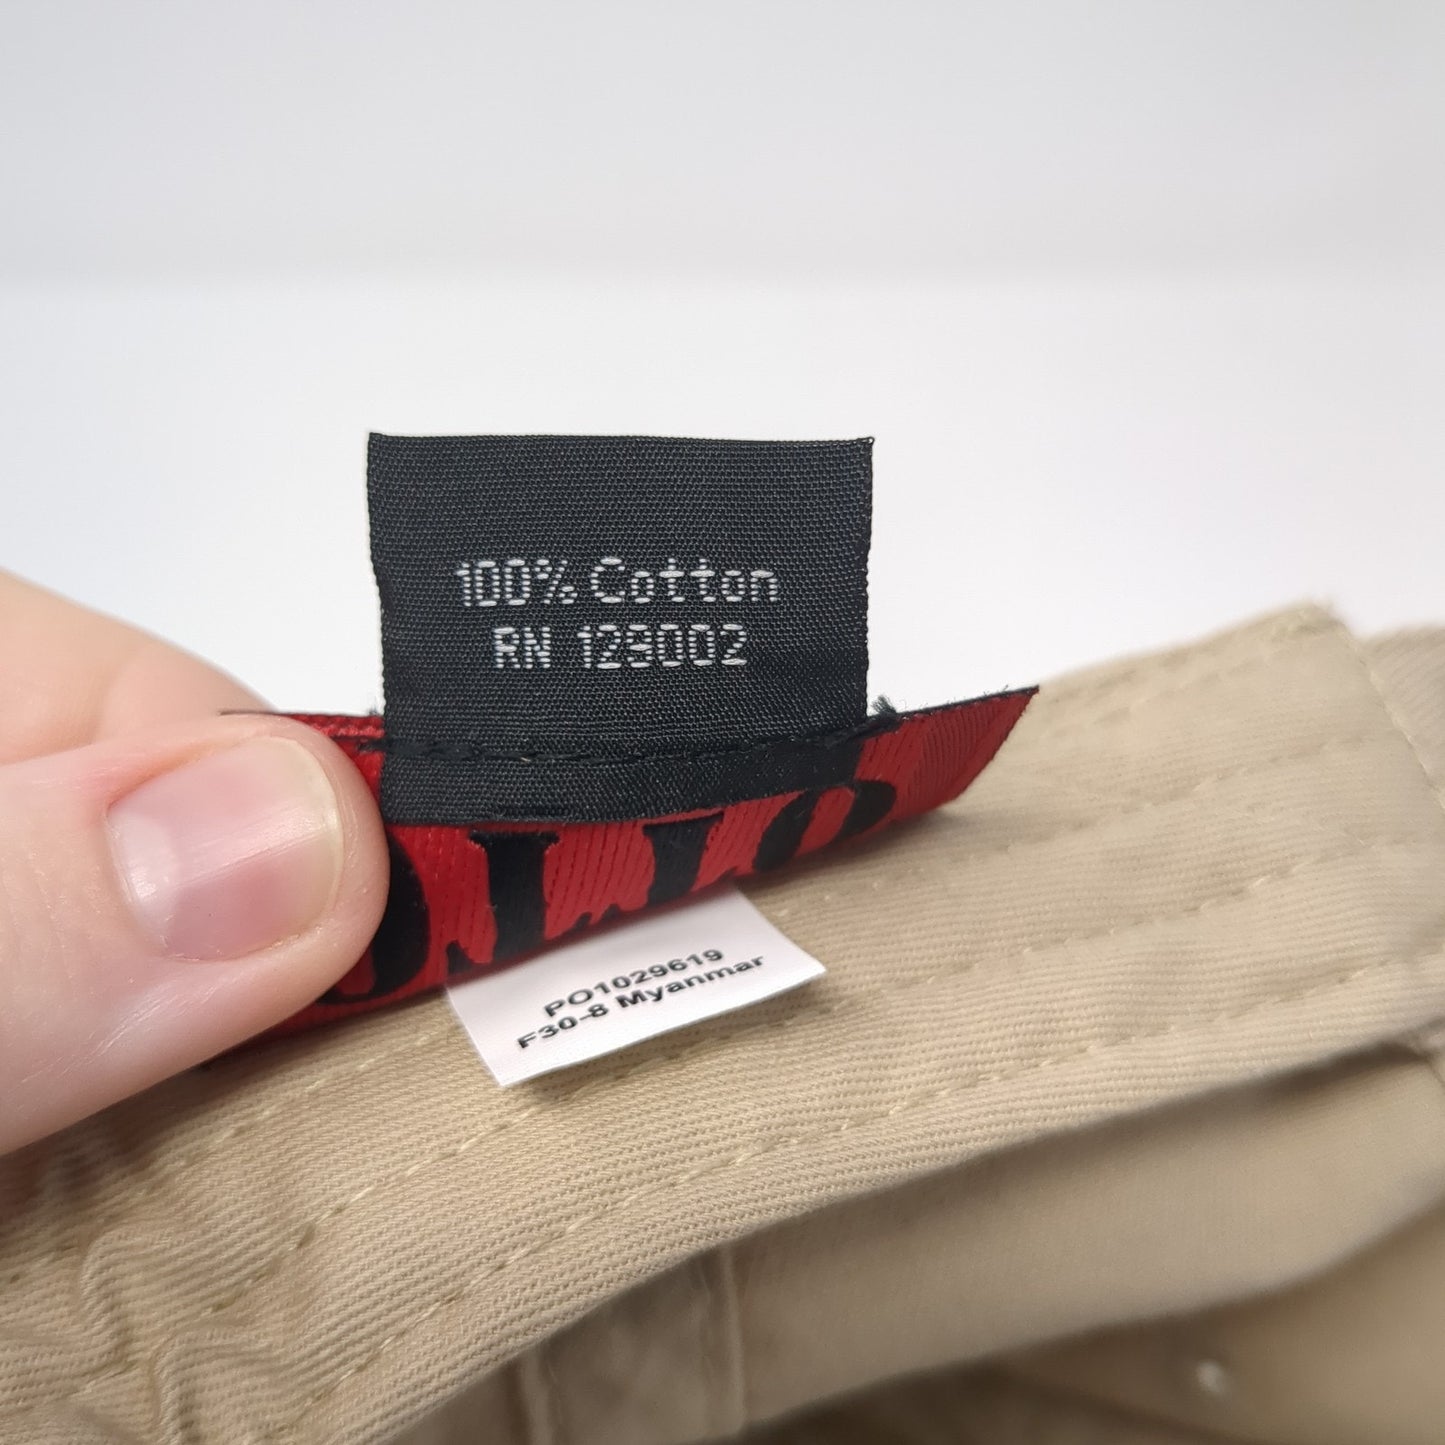 100% Cotton
RN 129002
PO1029619
F30-8 Myanmar